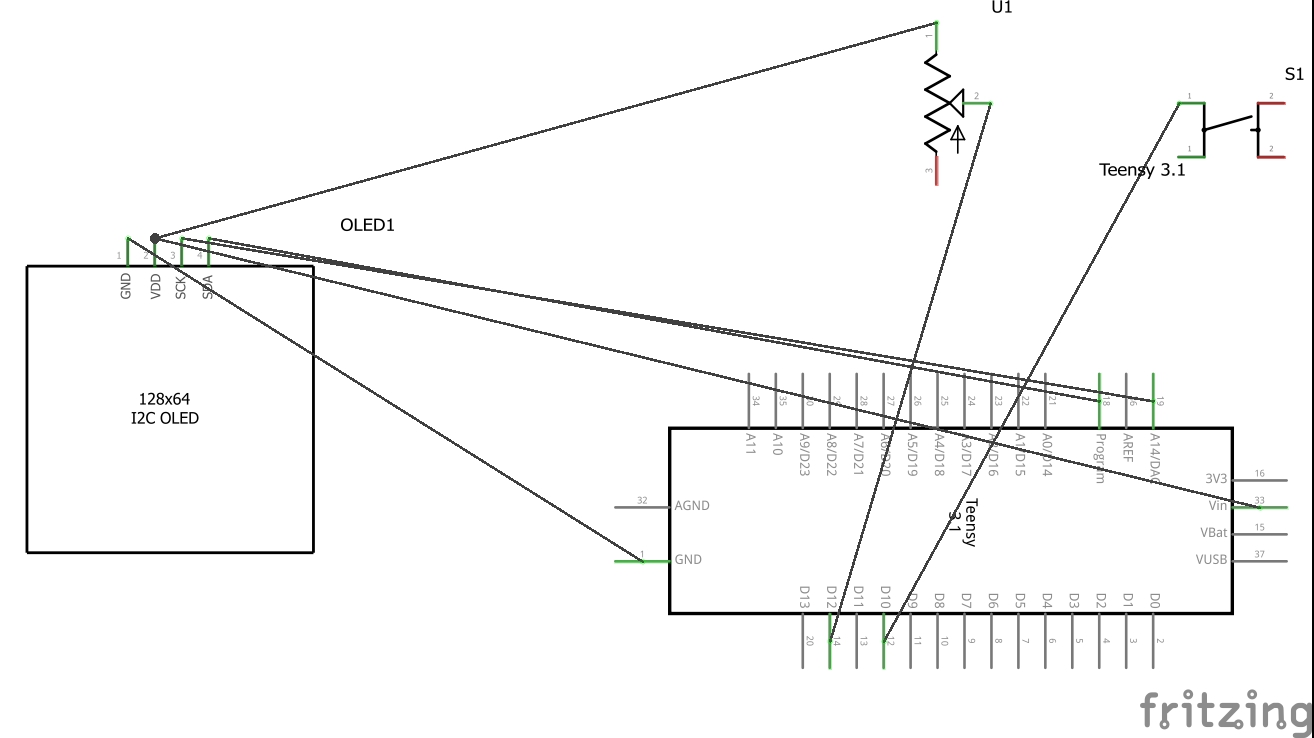 U1
1
2
3
S1
1
2
1
2
Teensy 3.1
OLED1
1
2
3
4
GND
VDD
SCK
SDA
128x64
I2C OLED
34
35
28
27
26
25
24
23
22
21
18
19
A11
A10
A9/D23
A8/D22
A7/D21
A6/D20
A5/D19
A4/D18
A3/D17
A1/D15
A0/D14
Program
AREF
A14/DAC
32
AGND
1
GND
3V3
16
Vin
33
VBat
15
VUSB
37
Teensy
3.1
D13
D12
D11
D10
D9
D8
D7
D6
D5
D4
D3
D2
D1
D0
20
14
13
12
11
10
9
8
7
6
5
4
3
2
fritzing